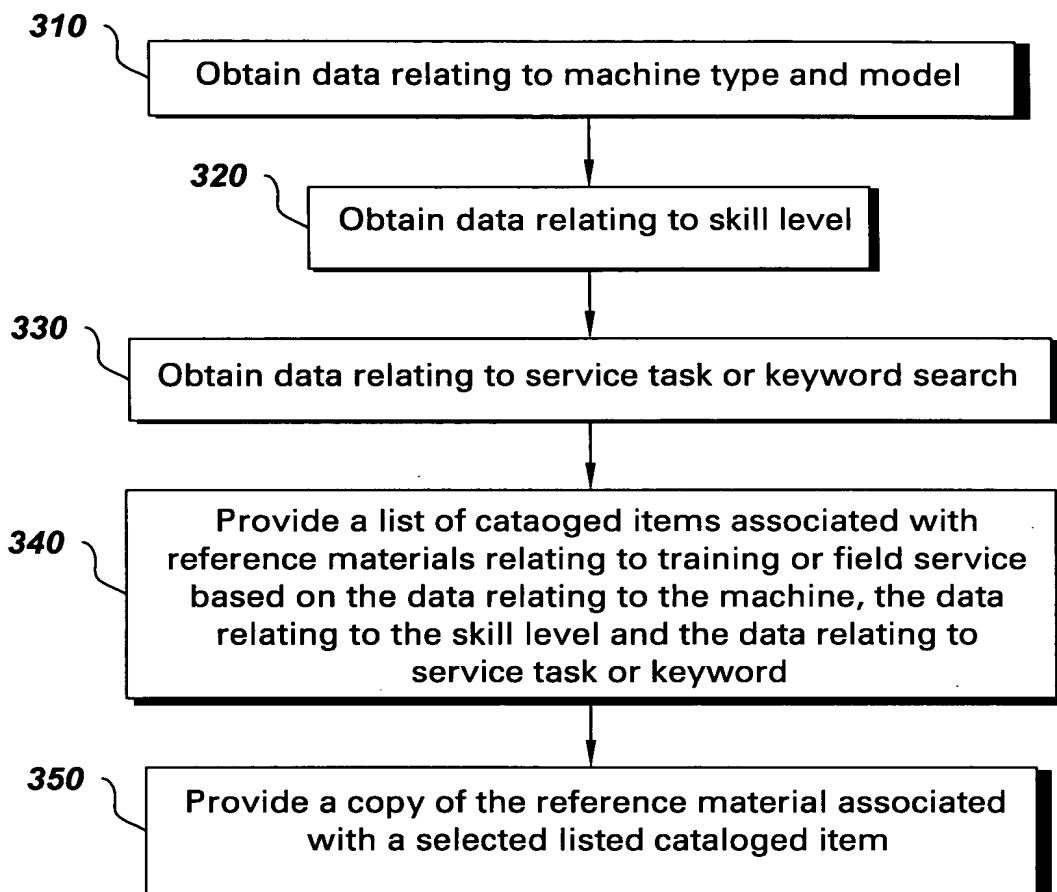 310
Obtain data relating to machine type and model
320
Obtain data relating to skill level
330
Obtain data relating to service task or keyword search
340
Provide a list of cataoged items associated with
reference materials relating to training or field service
based on the data relating to the machine, the data
relating to the skill level and the data relating to
service task or keyword
350
Provide a copy of the reference material associated
with a selected listed cataloged item